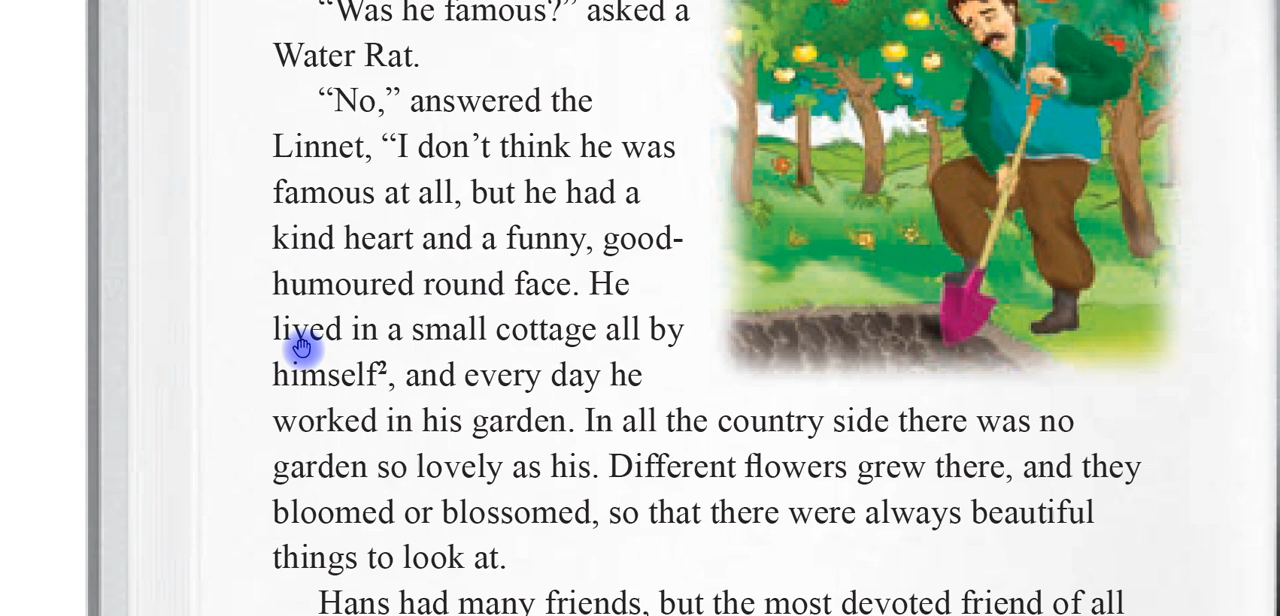 “Was he famous?” asked a
Water Rat.
“No,” answered the
Linnet, “I don’t think he was
famous at all, but he had a
kind heart and a funny, good-
humoured round face. He
lived in a small cottage all by
himself², and every day he
worked in his garden. In all the country side there was no
garden so lovely as his. Different flowers grew there, and they
bloomed or blossomed, so that there were always beautiful
things to look at.
Hans had many friends, but the most devoted friend of all